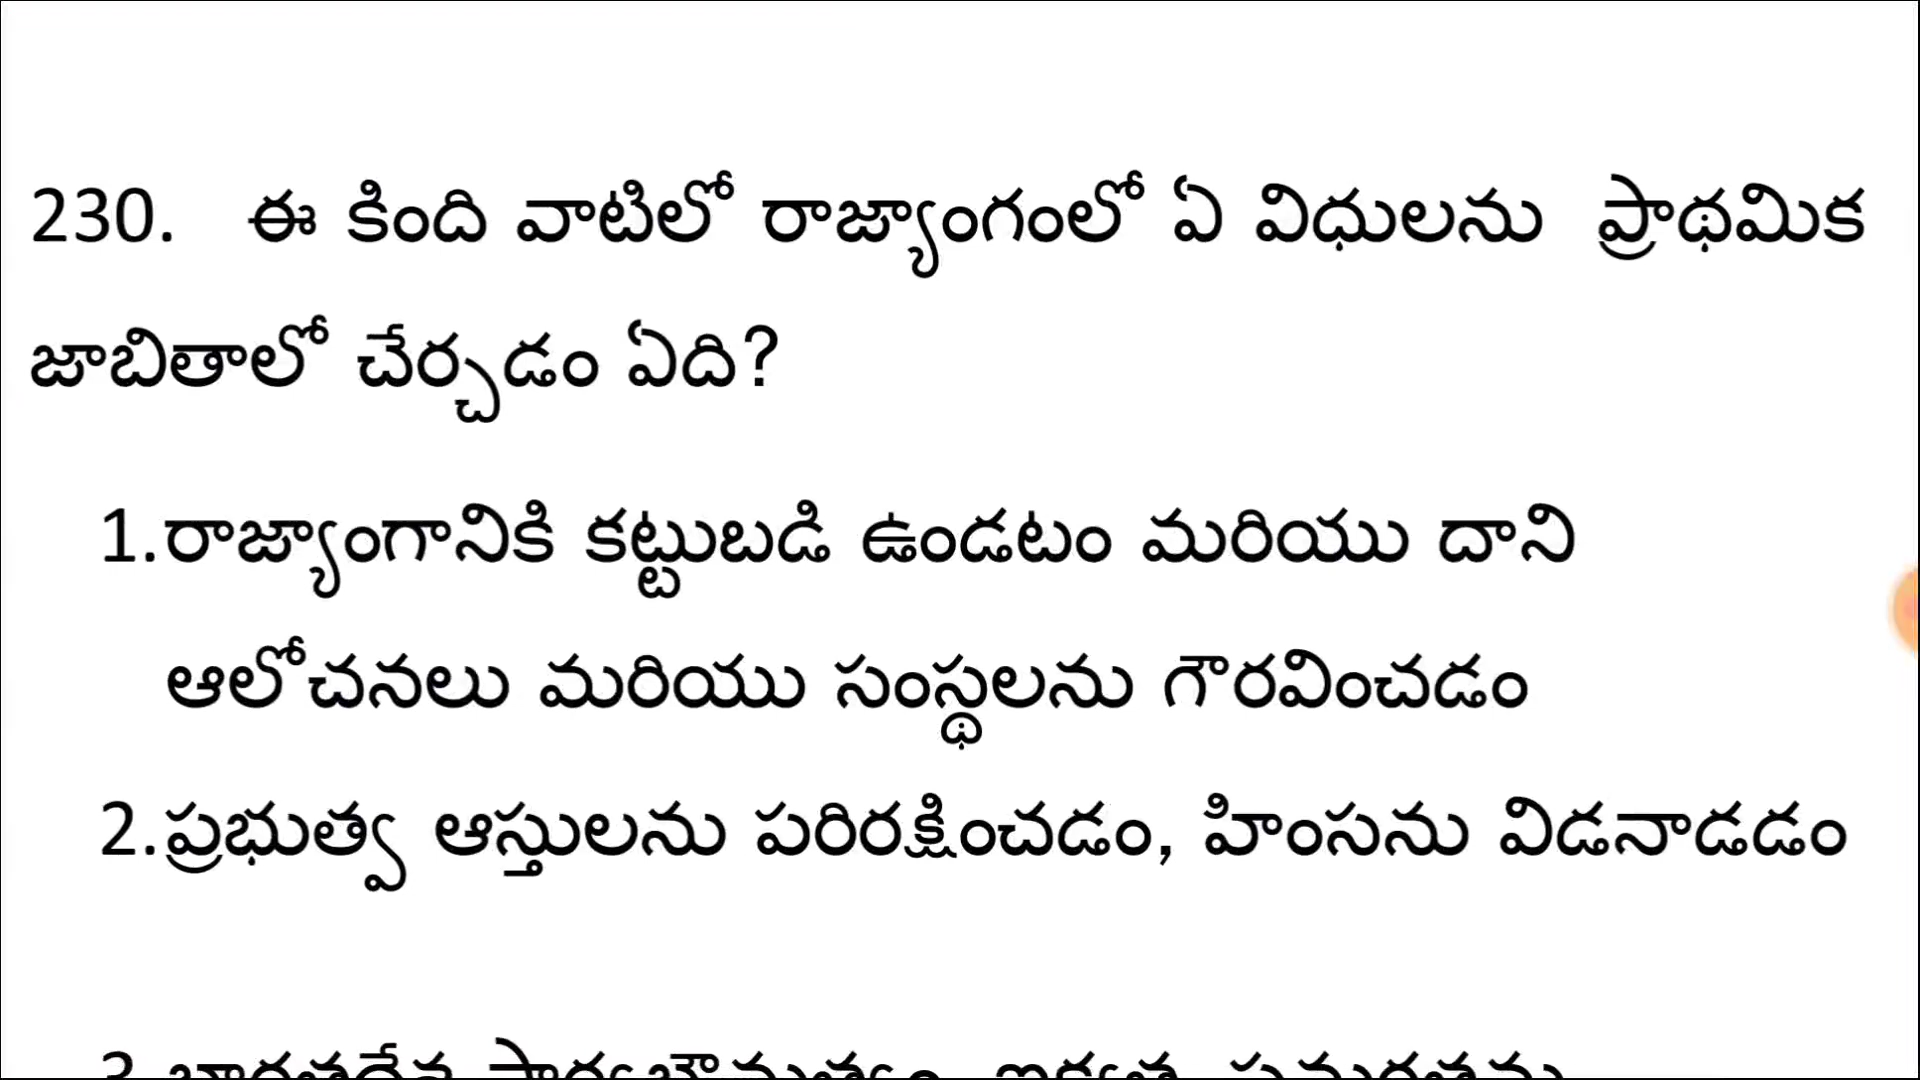 230. ఈ కింది వాటిలో రాజ్యాంగంలో ఏ విధులను ప్రాథమిక
జాబితాలో చేర్చడం ఏది?
1.రాజ్యాంగానికి కట్టుబడి ఉండటం మరియు దాని
ఆలోచనలు మరియు సంస్థలను గౌరవించడం
2.ప్రభుత్వ ఆస్తులను పరిరక్షించడం, హింసను విడనాడడం